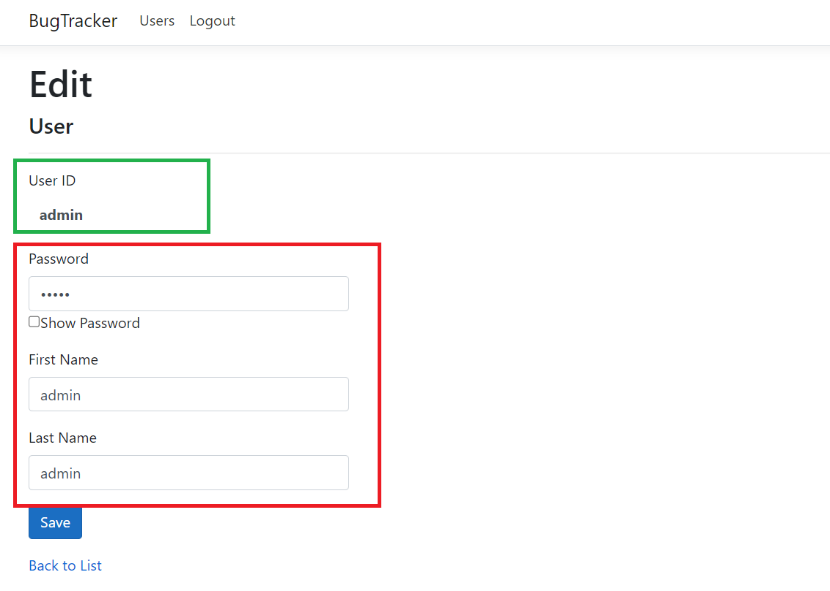 BugTracker Users Logout
Edit
User
User ID
admin
Password
•••••
Show Password
First Name
admin
Last Name
admin
Save
Back to List